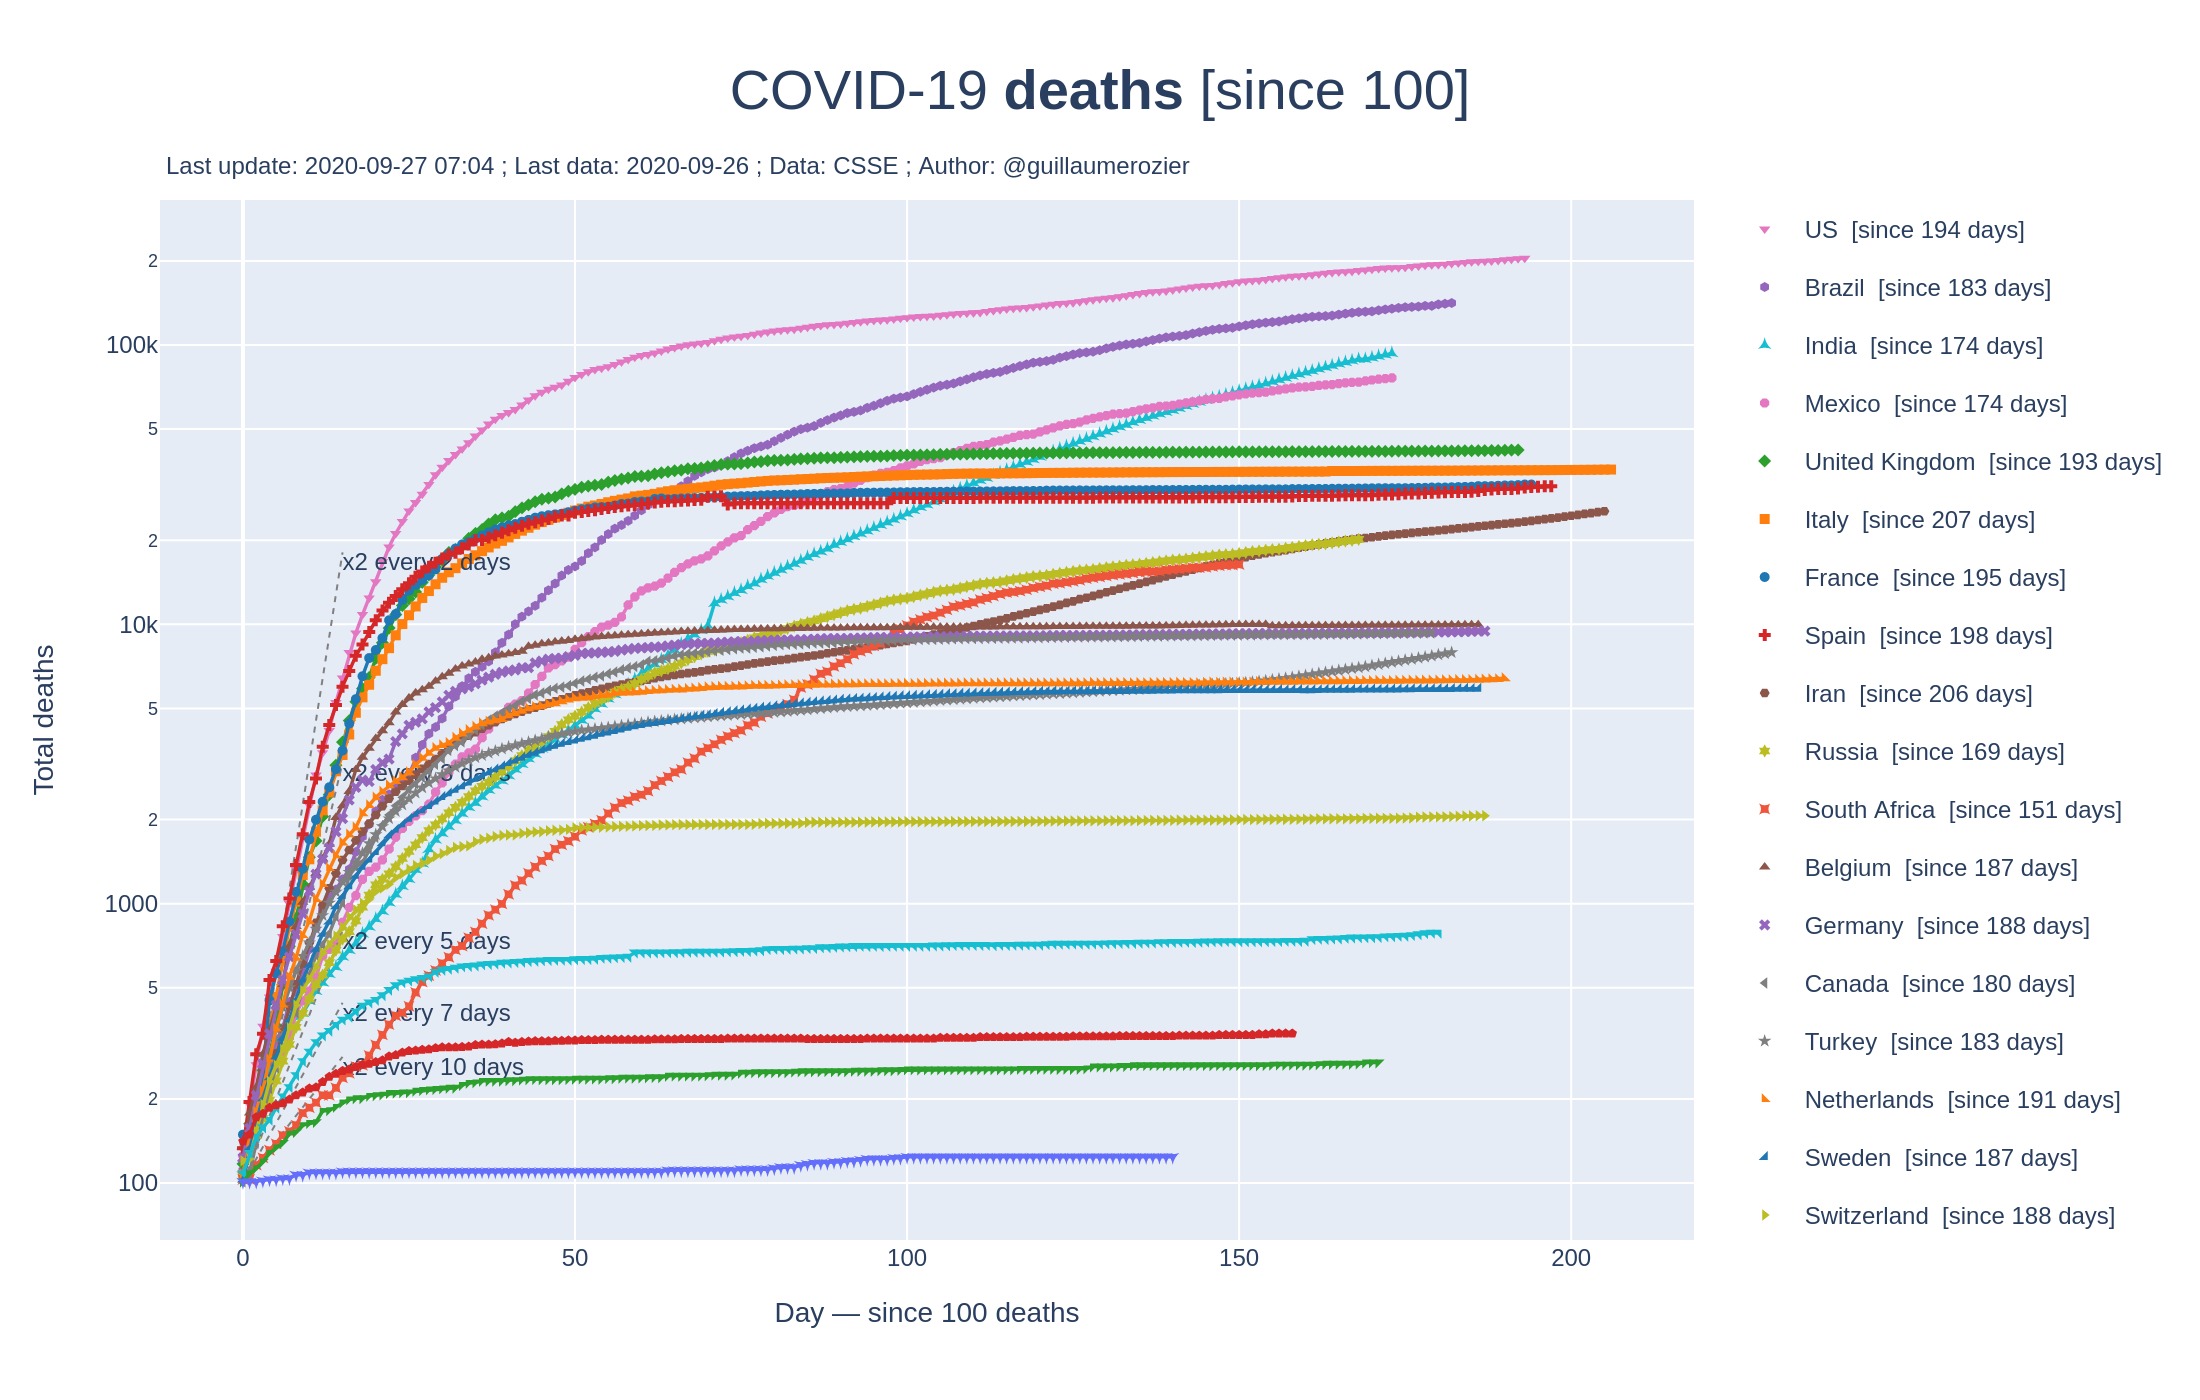 COVID-19 deaths [since 100]
Last update: 2020-09-27 07:04 ; Last data: 2020-09-26 ; Data: CSSE ; Author: @guillaumerozier
Total deaths
2
100k
5
2
10k
5
2
1000
5
2
100
x2 every 2 days
x2 every 3 days
x2 every 5 days
x2 every 7 days
x2 every 10 days
0 50 100 150 200
Day — since 100 deaths
US [since 194 days]
Brazil [since 183 days]
India [since 174 days]
Mexico [since 174 days]
United Kingdom [since 193 days]
Italy [since 207 days]
France [since 195 days]
Spain [since 198 days]
Iran [since 206 days]
Russia [since 169 days]
South Africa [since 151 days]
Belgium [since 187 days]
Germany [since 188 days]
Canada [since 180 days]
Turkey [since 183 days]
Netherlands [since 191 days]
Sweden [since 187 days]
Switzerland [since 188 days]